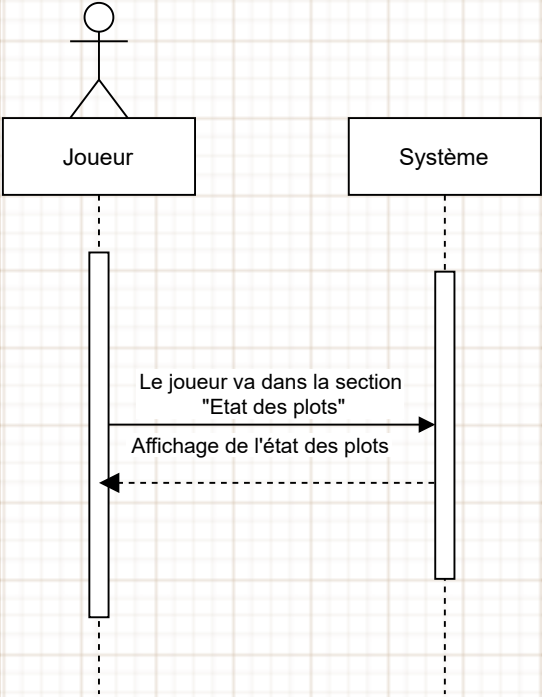 Joueur
Système
Le joueur va dans la section
"Etat des plots"
Affichage de l'état des plots